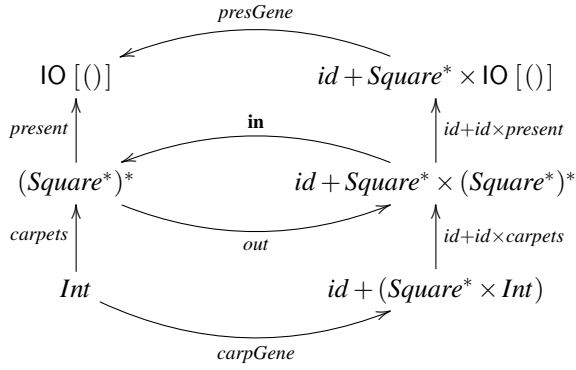 presGene
IO [()] id + Square* × IO [()]
present id+id×present
in
(Square*)* id + Square* × (Square*)*
out
carpets id+id×carpets
Int id + (Square* × Int)
carpGene